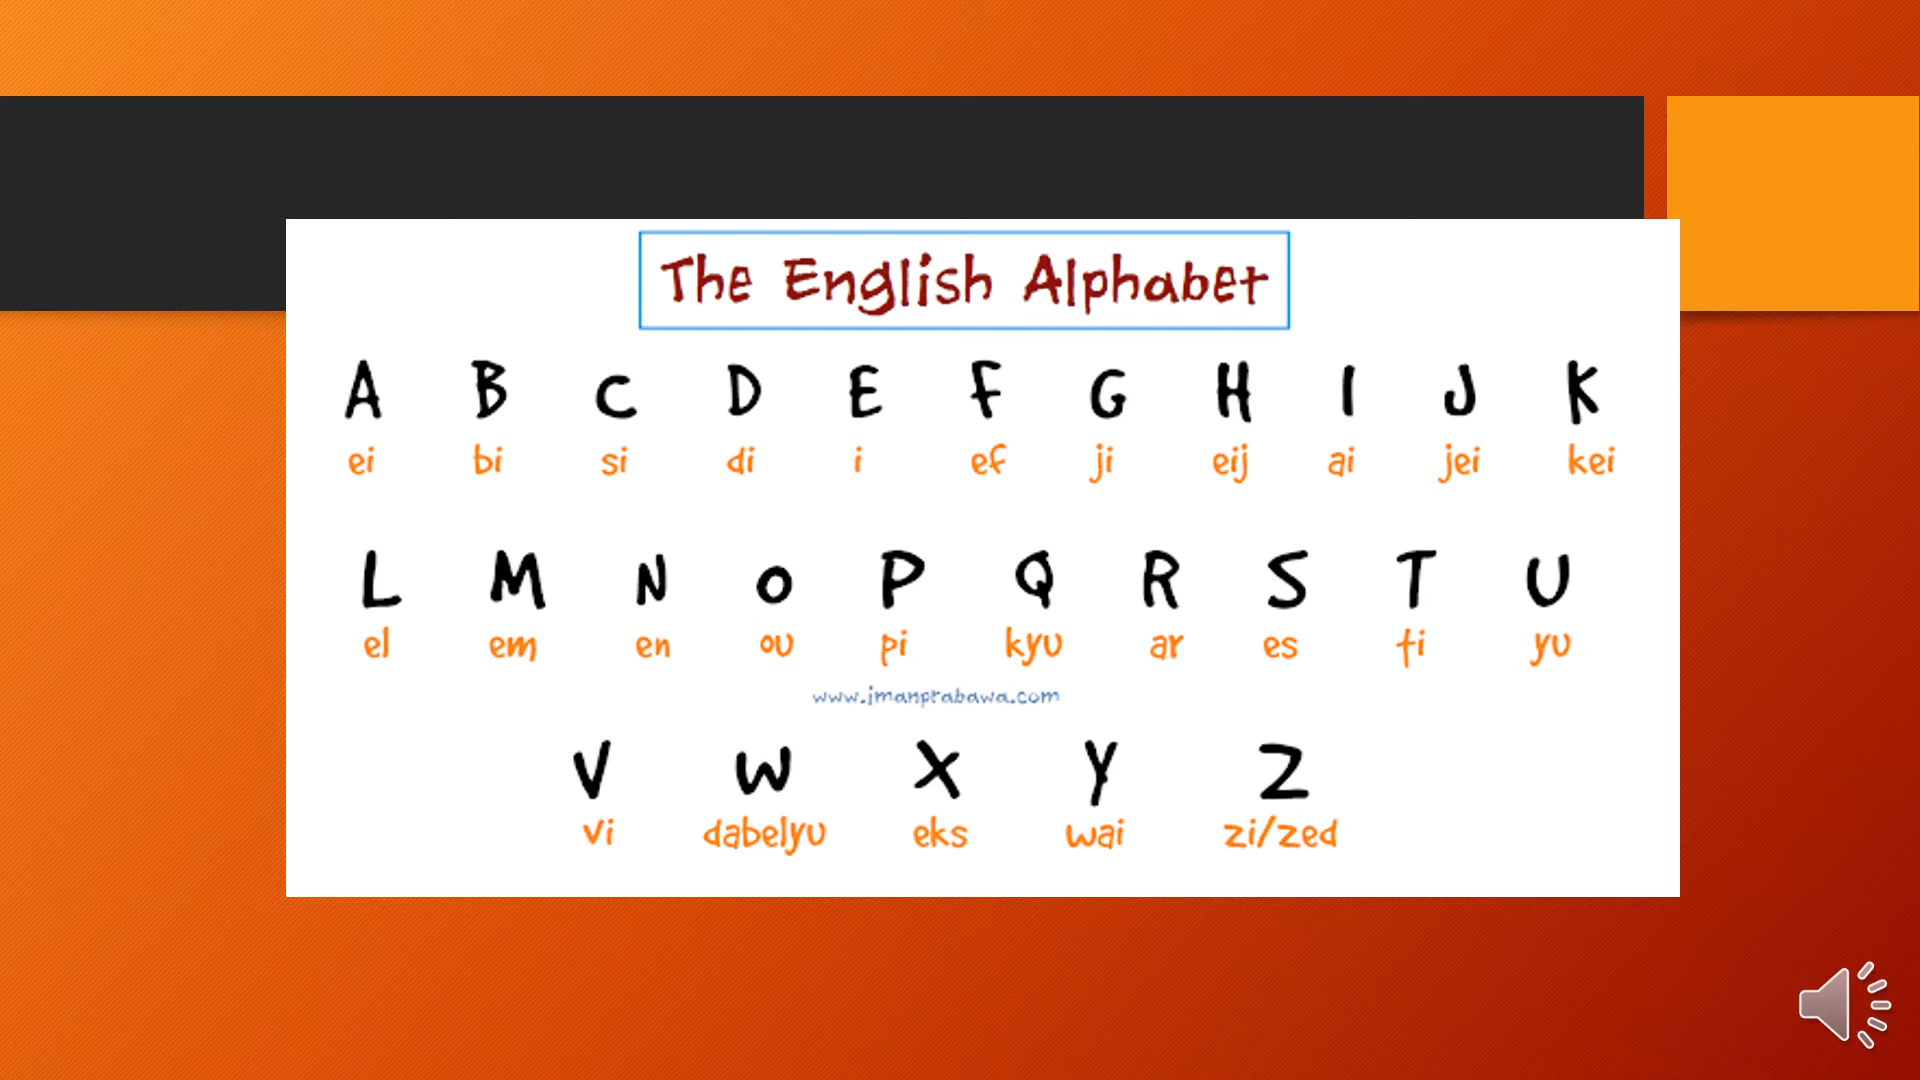 The English Alphabet
A B C D E F G H I J K
ei bi si di i ef ji eij ai jei kei
L M N O P Q R S T U
el em en ou pi kyu ar es ti yu
www.imanprabawa.com
V W X Y Z
vi dabelyu eks wai zi/zed